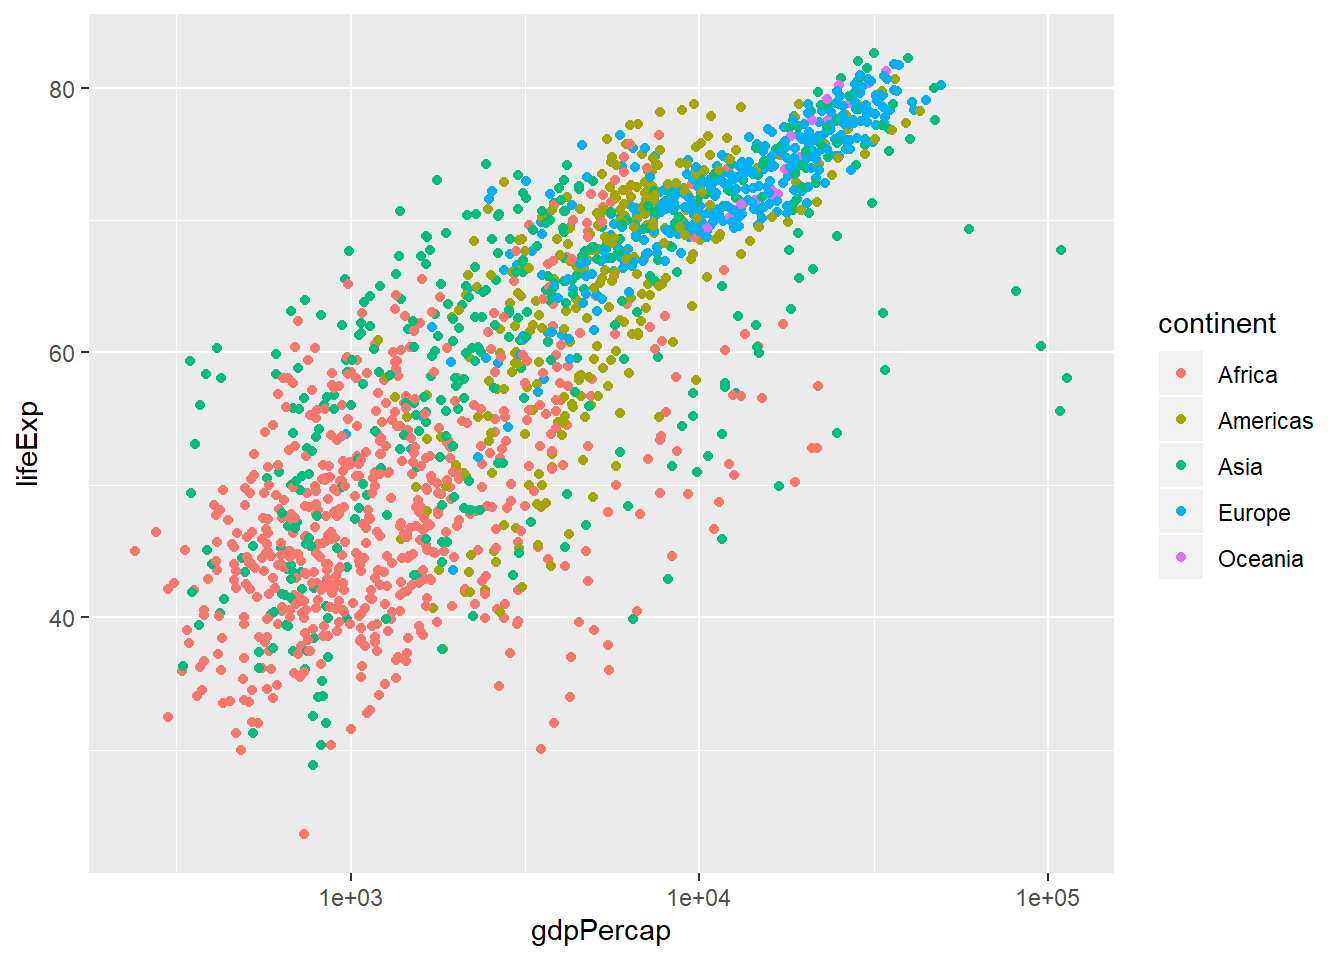 80
60
40
lifeExp
1e+03
1e+04
1e+05
gdpPercap
continent
Africa
Americas
Asia
Europe
Oceania